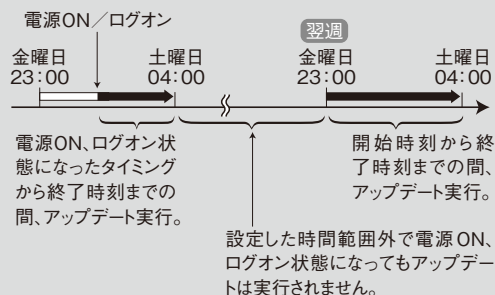 電源ON／ログオン
翌週
金曜日
23：00
土曜日
04：00
金曜日
23：00
土曜日
04：00
電源ON、ログオン状
態になったタイミング
から終了時刻までの
間、アップデート実行。
開始時刻から終
了時刻までの間、
アップデート実行。
設定した時間範囲外で電源ON、
ログオン状態になってもアップデー
トは実行されません。